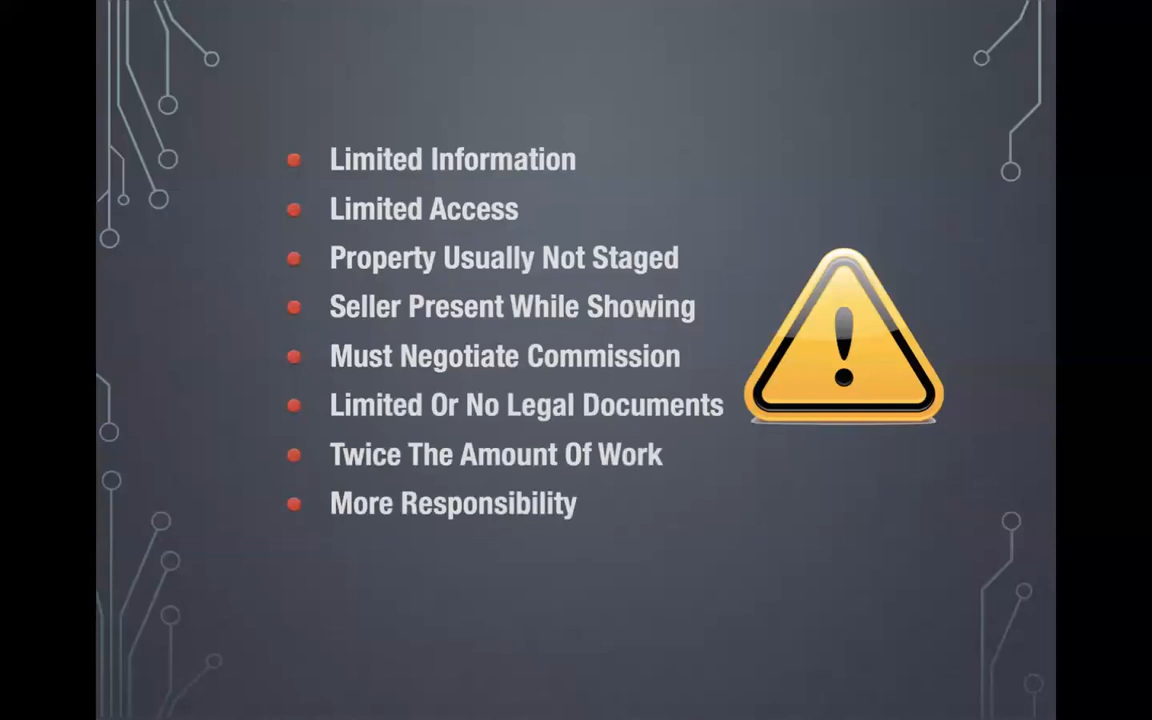 Limited Information
Limited Access
Property Usually Not Staged
Seller Present While Showing
Must Negotiate Commission
Limited Or No Legal Documents
Twice The Amount Of Work
More Responsibility